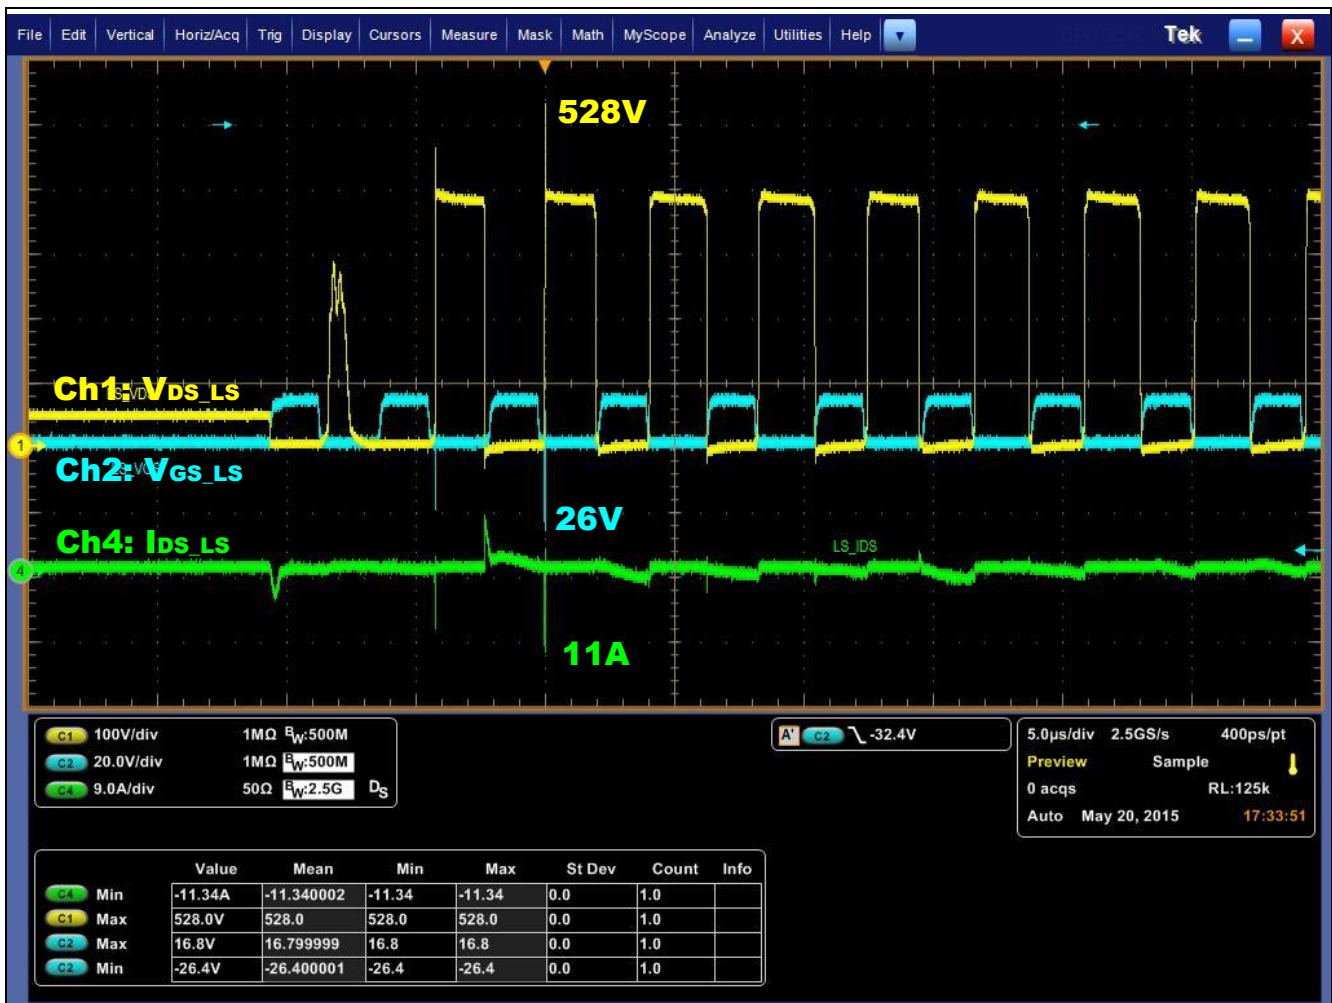 File Edit Vertical Horiz/Acq Trig Display Cursors Measure Mask Math MyScope Analyze Utilities Help Tek X
528V
Ch1: VDS_LS
1
Ch2: VGS_LS
26V
Ch4: IDS_LS
LS_IDS
4
11A
C1 100V/div 1MΩ BW:500M
C2 20.0V/div 1MΩ BW:500M
C4 9.0A/div 50Ω BW:2.5G DS
A' C2 -32.4V
5.0µs/div 2.5GS/s 400ps/pt
Preview Sample
0 acqs RL:125k
Auto May 20, 2015 17:33:51
Value Mean Min Max St Dev Count Info
C4 Min -11.34A -11.340002 -11.34 -11.34 0.0 1.0
C1 Max 528.0V 528.0 528.0 528.0 0.0 1.0
C2 Max 16.8V 16.799999 16.8 16.8 0.0 1.0
C2 Min -26.4V -26.400001 -26.4 -26.4 0.0 1.0